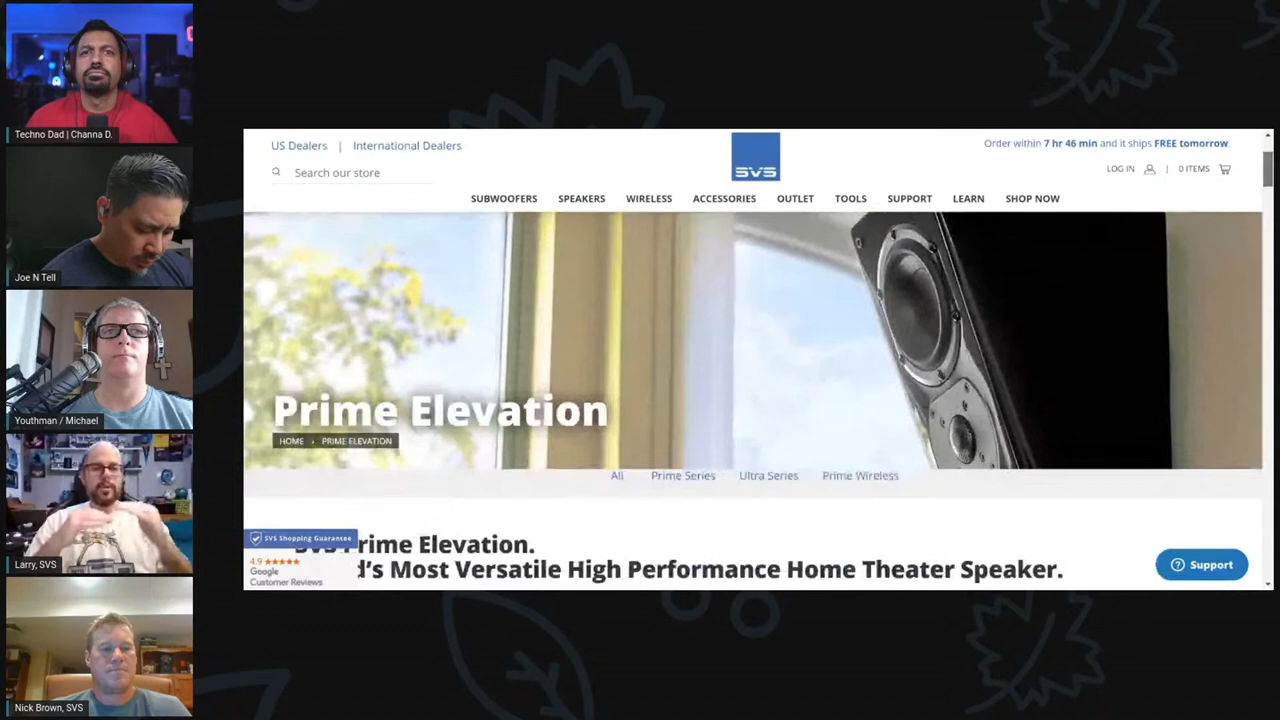 Techno Dad | Channa D.
Joe N Tell
Youthman / Michael
Larry, SVS
Nick Brown, SVS
US Dealers | International Dealers
Search our store
SVS
Order within 7 hr 46 min and it ships FREE tomorrow.
LOG IN | 0 ITEMS
SUBWOOFERS SPEAKERS WIRELESS ACCESSORIES OUTLET TOOLS SUPPORT LEARN SHOP NOW
Prime Elevation
HOME › PRIME ELEVATION
All Prime Series Ultra Series Prime Wireless
Prime Elevation.
d's Most Versatile High Performance Home Theater Speaker.
SVS Shopping Guarantee
4.9 ★★★★★
Google
Customer Reviews
Support